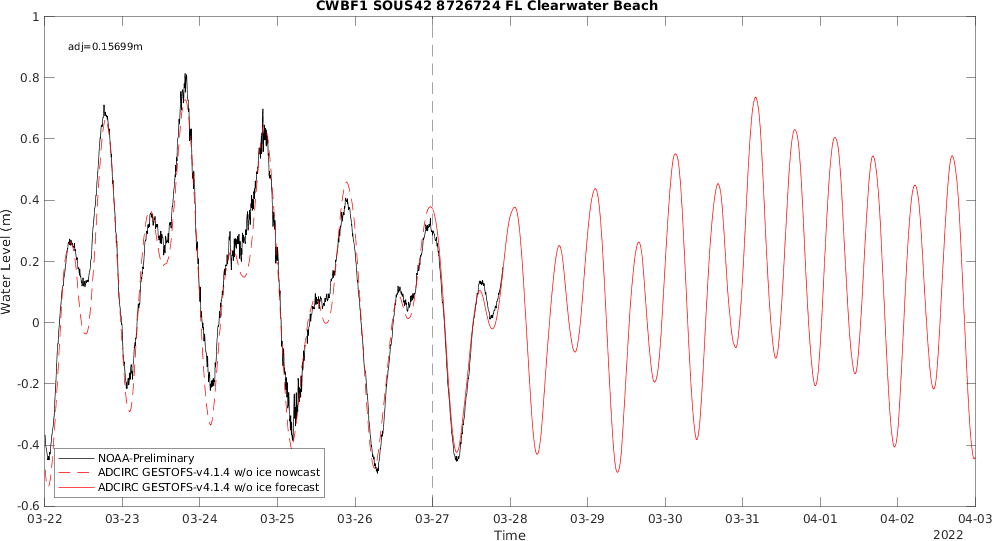 CWBF1 SOUS42 8726724 FL Clearwater Beach
adj=0.15699m
Water Level (m)
1
0.8
0.6
0.4
0.2
0
-0.2
-0.4
-0.6
NOAA-Preliminary
ADCIRC GESTOFS-v4.1.4 w/o ice nowcast
ADCIRC GESTOFS-v4.1.4 w/o ice forecast
03-22 03-23 03-24 03-25 03-26 03-27 03-28 03-29 03-30 03-31 04-01 04-02 04-03
Time
2022